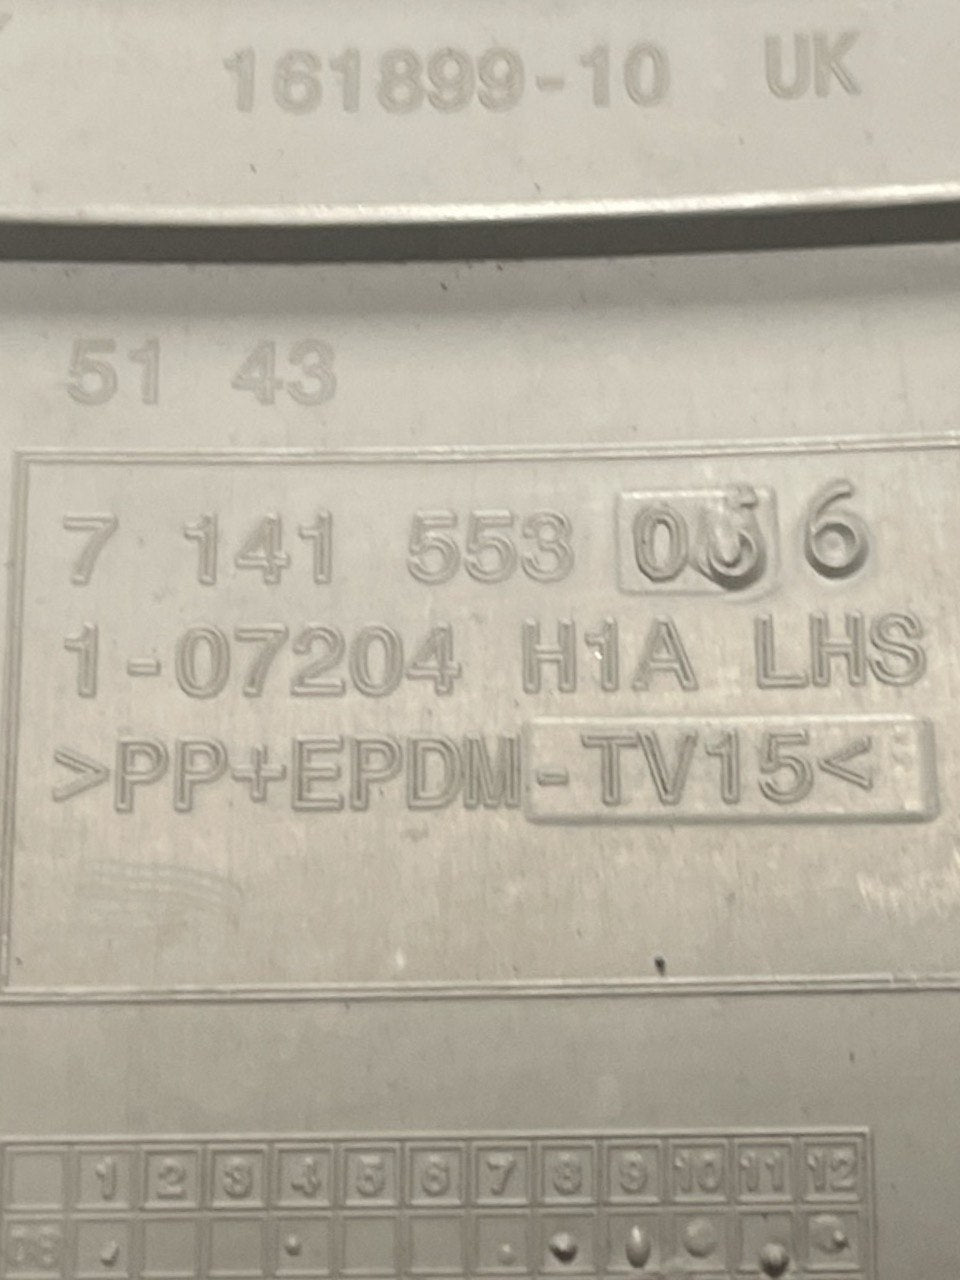 161899-10 UK
51 43
7 141 553 06 6
1-07204 H1A LHS
>PP+EPDM-TV15<
1 2 3 4 5 6 7 8 9 10 11 12